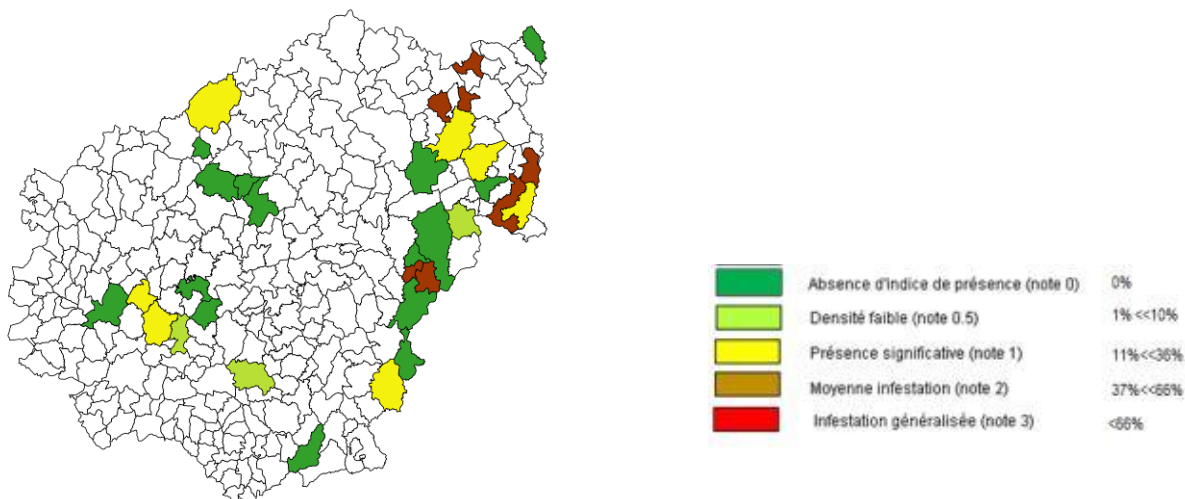 Absence d'Indice de présence (note 0) 0%
Densité faible (note 0.5) 1% <<10%
Présence significative (note 1) 11%<<36%
Moyenne infestation (note 2) 37%<<66%
Infestation généralisée (note 3) <66%